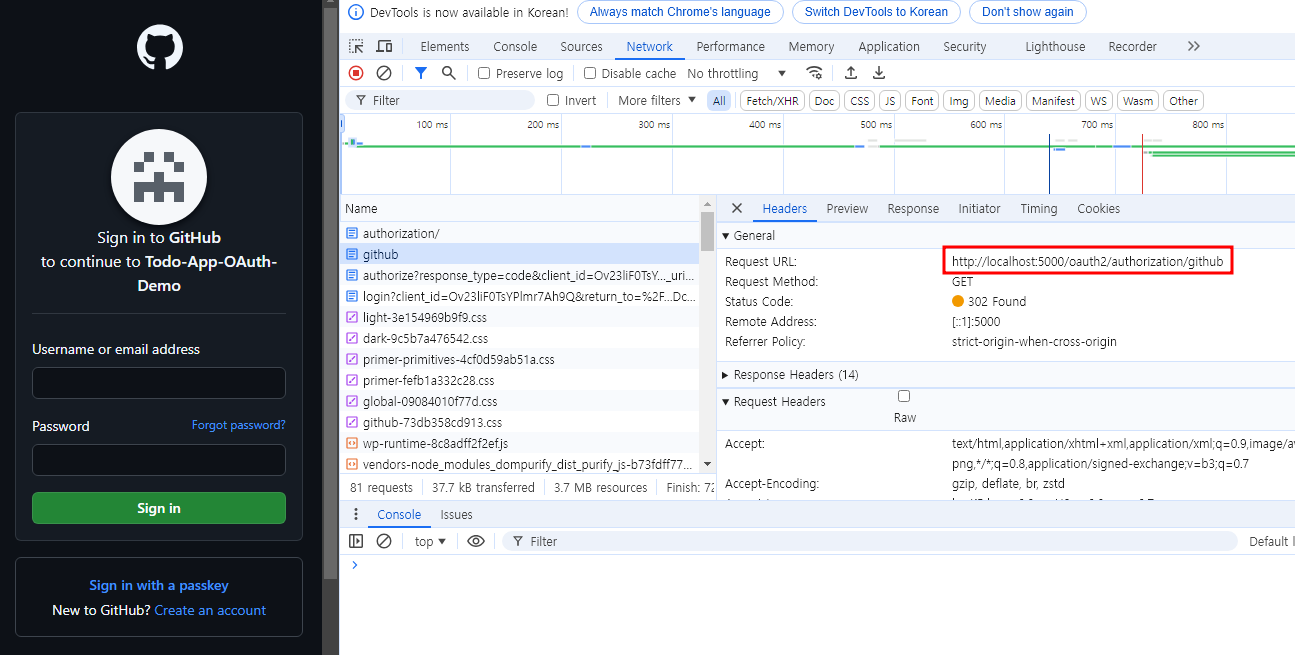 Sign in to GitHub
to continue to Todo-App-OAuth-
Demo
Username or email address
Password
Forgot password?
Sign in
Sign in with a passkey
New to GitHub? Create an account
DevTools is now available in Korean!
Always match Chrome's language
Switch DevTools to Korean
Don't show again
Elements
Console
Sources
Network
Performance
Memory
Application
Security
Lighthouse
Recorder
Preserve log
Disable cache
No throttling
Filter
Invert
More filters
All
Fetch/XHR
Doc
CSS
JS
Font
Img
Media
Manifest
WS
Wasm
Other
100 ms
200 ms
300 ms
400 ms
500 ms
600 ms
700 ms
800 ms
Name
authorization/
github
authorize?response_type=code&client_id=Ov23liF0TsY..._uri...
login?client_id=Ov23liF0TsYPlmr7Ah9Q&return_to=%2F...Dc...
light-3e154969b9f9.css
dark-9c5b7a476542.css
primer-primitives-4cf0d59ab51a.css
primer-fefb1a332c28.css
global-09084010f77d.css
github-73db358cd913.css
wp-runtime-8c8adff2f2ef.js
vendors-node_modules_dompurify_dist_purify_js-b73fdff77...
81 requests
37.7 kB transferred
3.7 MB resources
Finish: 72
Headers
Preview
Response
Initiator
Timing
Cookies
General
Request URL: http://localhost:5000/oauth2/authorization/github
Request Method: GET
Status Code: 302 Found
Remote Address: [::1]:5000
Referrer Policy: strict-origin-when-cross-origin
Response Headers (14)
Request Headers
Raw
Accept: text/html,application/xhtml+xml,application/xml;q=0.9,image/av
png,*/*;q=0.8,application/signed-exchange;v=b3;q=0.7
Accept-Encoding: gzip, deflate, br, zstd
Console
Issues
top
Filter
Default l